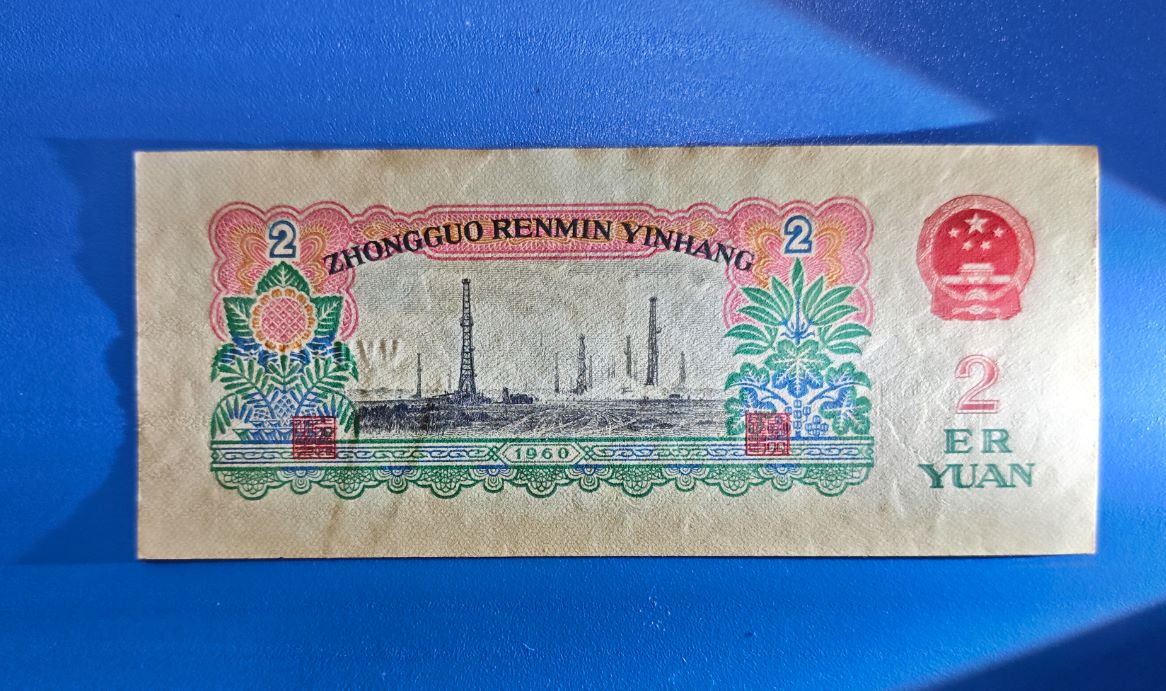 2
ZHONGGUO RENMIN YINHANG
2
1960
2
ER
YUAN